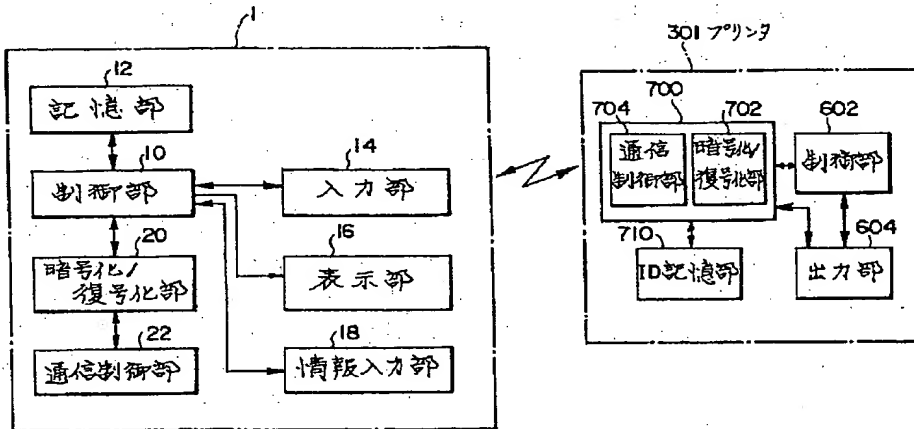 1
12
記憶部
10
制御部
20
暗号化/
復号化部
22
通信制御部
14
入力部
16
表示部
18
情報入力部
301 プリンタ
700
704
通信
制御部
702
暗号化/
復号化部
602
制御部
710
ID記憶部
604
出力部